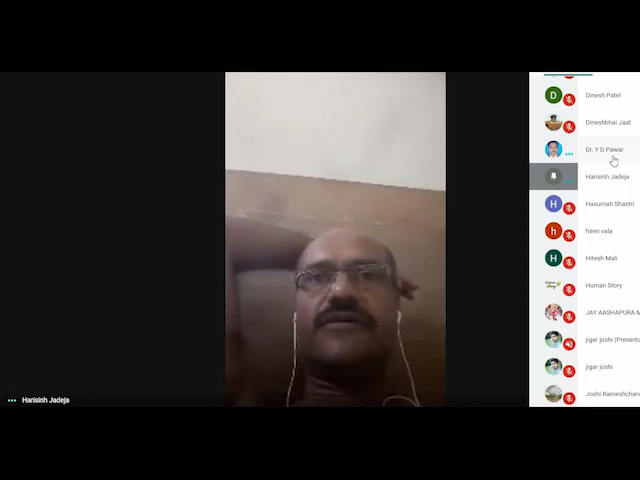 D Dinesh Patel
Dineshbhai Jaat
Dr. Y D Pawar
Harisinh Jadeja
H Hasumati Shastri
h hiren vala
H Hitesh Mali
Human Story
JAY AASHAPURA M
jigar joshi (Presenta
jigar joshi
Joshi Rameshchan
Harisinh Jadeja